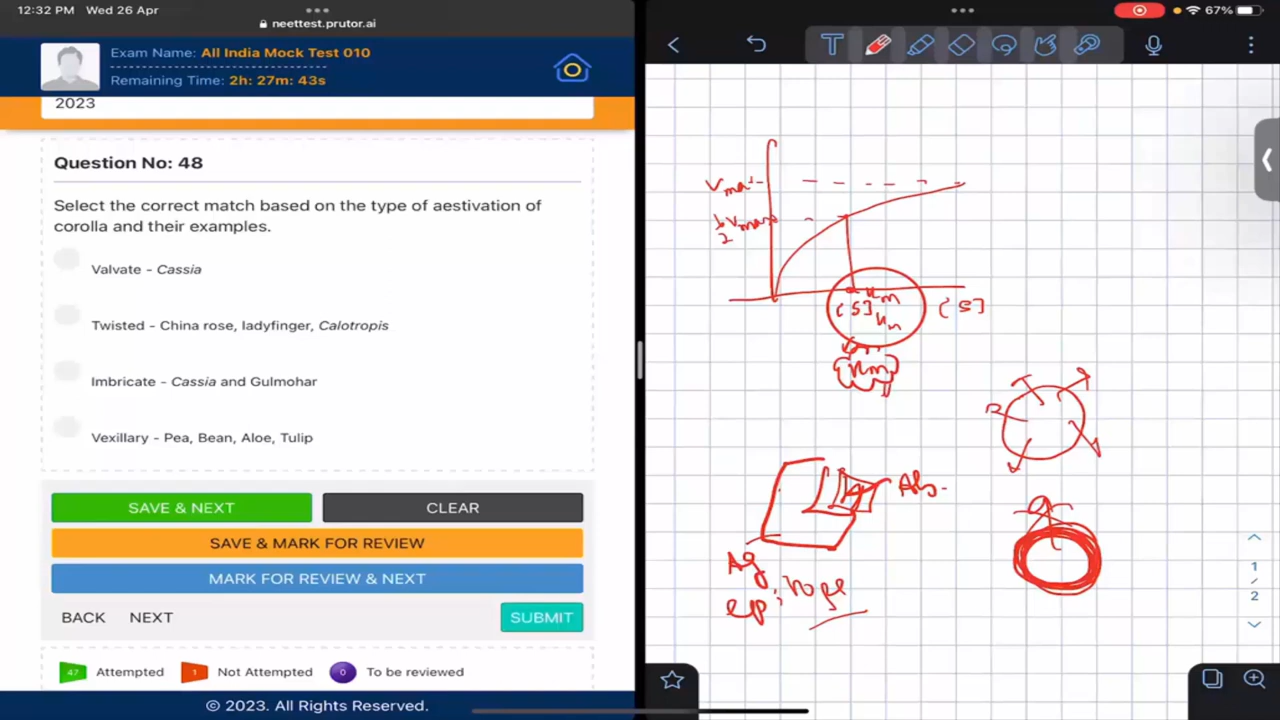 12:32 PM Wed 26 Apr
67%
neettest.prutor.ai
Exam Name: All India Mock Test 010
Remaining Time: 2h: 27m: 43s
2023
Question No: 48
Select the correct match based on the type of aestivation of
corolla and their examples.
Valvate - Cassia
Twisted - China rose, ladyfinger, Calotropis
Imbricate - Cassia and Gulmohar
Vexillary - Pea, Bean, Aloe, Tulip
SAVE & NEXT
CLEAR
SAVE & MARK FOR REVIEW
MARK FOR REVIEW & NEXT
BACK
NEXT
SUBMIT
47 Attempted
1 Not Attempted
0 To be reviewed
© 2023. All Rights Reserved.
T
Vmax
1/2 Vmax
Km
[S]
[S]
Km
Ab.
Ag
1
/
2